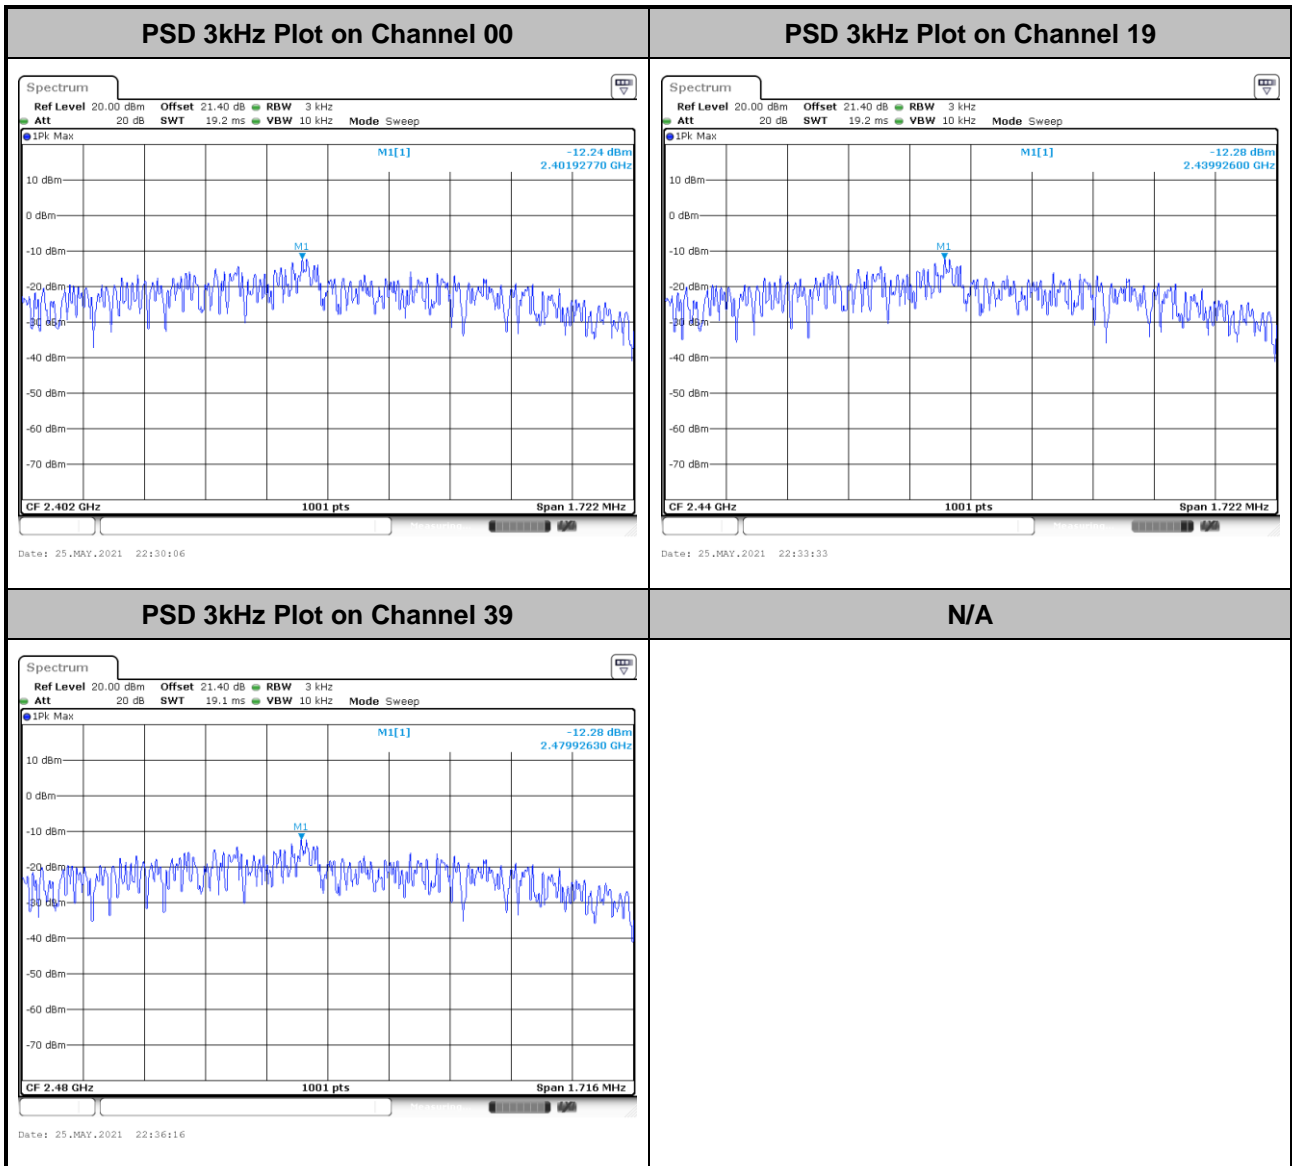 PSD 3kHz Plot on Channel 00
PSD 3kHz Plot on Channel 19
Spectrum
Ref Level 20.00 dBm Offset 21.40 dB RBW 3 kHz
Att 20 dB SWT 19.2 ms VBW 10 kHz Mode Sweep
1Pk Max
M1[1] -12.24 dBm
2.40192770 GHz
10 dBm
0 dBm
M1
-10 dBm
-20 dBm
-30 dBm
-40 dBm
-50 dBm
-60 dBm
-70 dBm
CF 2.402 GHz 1001 pts Span 1.722 MHz
Measuring...
Date: 25.MAY.2021 22:30:06
Spectrum
Ref Level 20.00 dBm Offset 21.40 dB RBW 3 kHz
Att 20 dB SWT 19.2 ms VBW 10 kHz Mode Sweep
1Pk Max
M1[1] -12.28 dBm
2.43992600 GHz
10 dBm
0 dBm
M1
-10 dBm
-20 dBm
-30 dBm
-40 dBm
-50 dBm
-60 dBm
-70 dBm
CF 2.44 GHz 1001 pts Span 1.722 MHz
Measuring...
Date: 25.MAY.2021 22:33:33
PSD 3kHz Plot on Channel 39
N/A
Spectrum
Ref Level 20.00 dBm Offset 21.40 dB RBW 3 kHz
Att 20 dB SWT 19.1 ms VBW 10 kHz Mode Sweep
1Pk Max
M1[1] -12.28 dBm
2.47992630 GHz
10 dBm
0 dBm
M1
-10 dBm
-20 dBm
-30 dBm
-40 dBm
-50 dBm
-60 dBm
-70 dBm
CF 2.48 GHz 1001 pts Span 1.716 MHz
Measuring...
Date: 25.MAY.2021 22:36:16